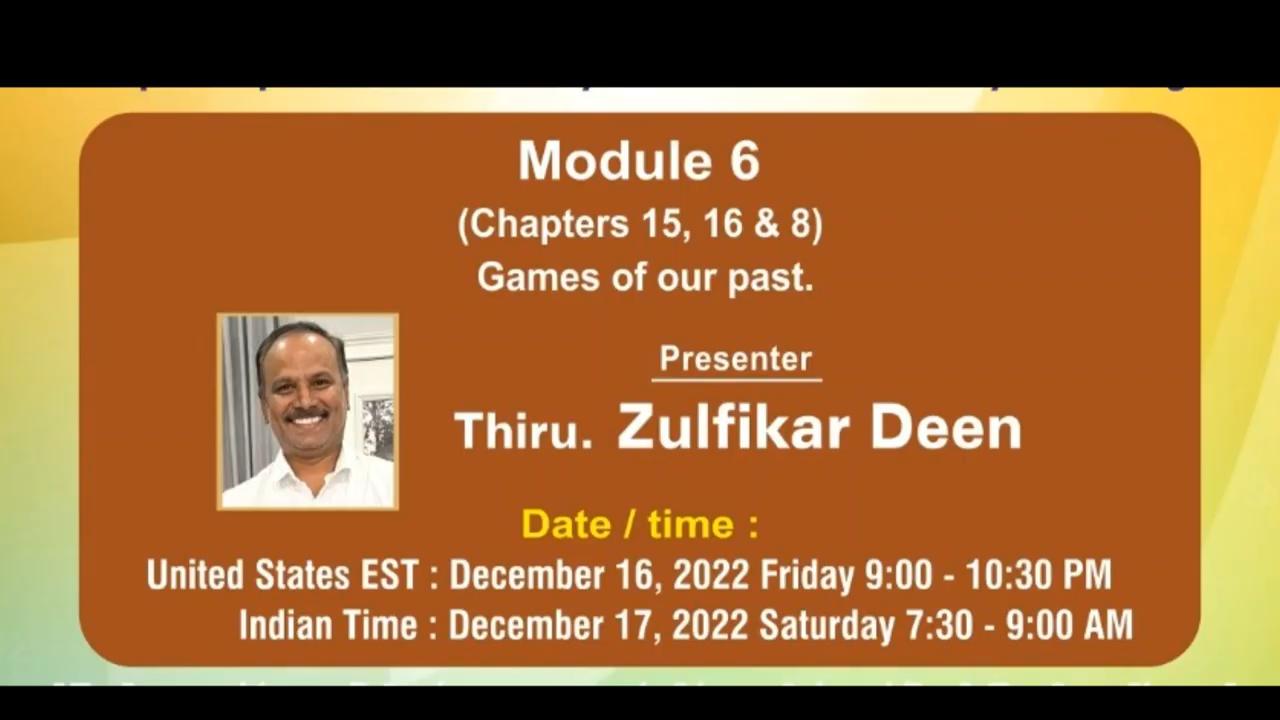 Module 6
(Chapters 15, 16 & 8)
Games of our past.
Presenter
Thiru. Zulfikar Deen
Date / time :
United States EST : December 16, 2022 Friday 9:00 - 10:30 PM
Indian Time : December 17, 2022 Saturday 7:30 - 9:00 AM